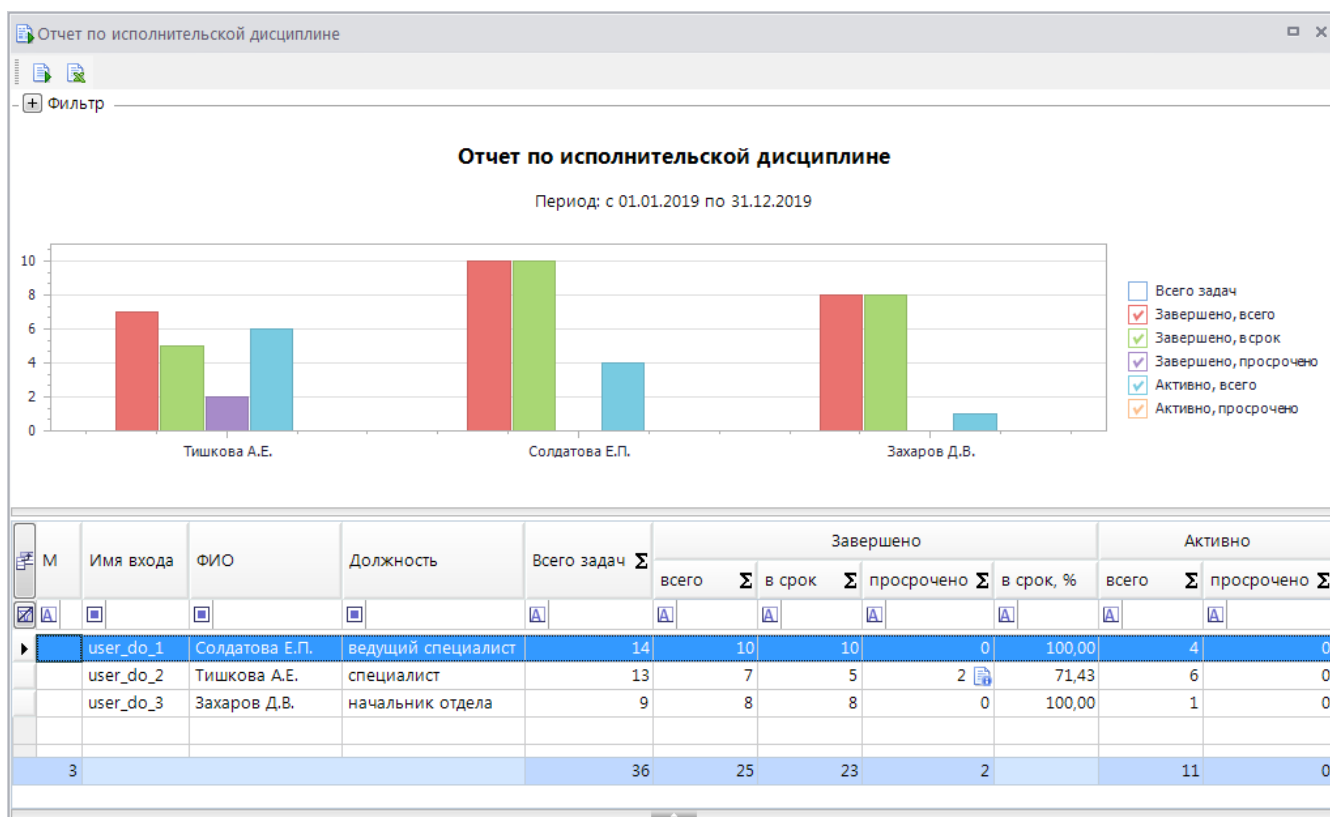 Отчет по исполнительской дисциплине
Фильтр
Отчет по исполнительской дисциплине
Период: с 01.01.2019 по 31.12.2019
10
8
6
4
2
0
Тишкова А.Е. Солдатова Е.П. Захаров Д.В.
Всего задач
Завершено, всего
Завершено, в срок
Завершено, просрочено
Активно, всего
Активно, просрочено
М Имя входа ФИО Должность Всего задач Σ Завершено Активно
всего Σ в срок Σ просрочено Σ в срок, % всего Σ просрочено Σ
A A A A A A A A
user_do_1 Солдатова Е.П. ведущий специалист 14 10 10 0 100,00 4 0
user_do_2 Тишкова А.Е. специалист 13 7 5 2 71,43 6 0
user_do_3 Захаров Д.В. начальник отдела 9 8 8 0 100,00 1 0
3 36 25 23 2 11 0